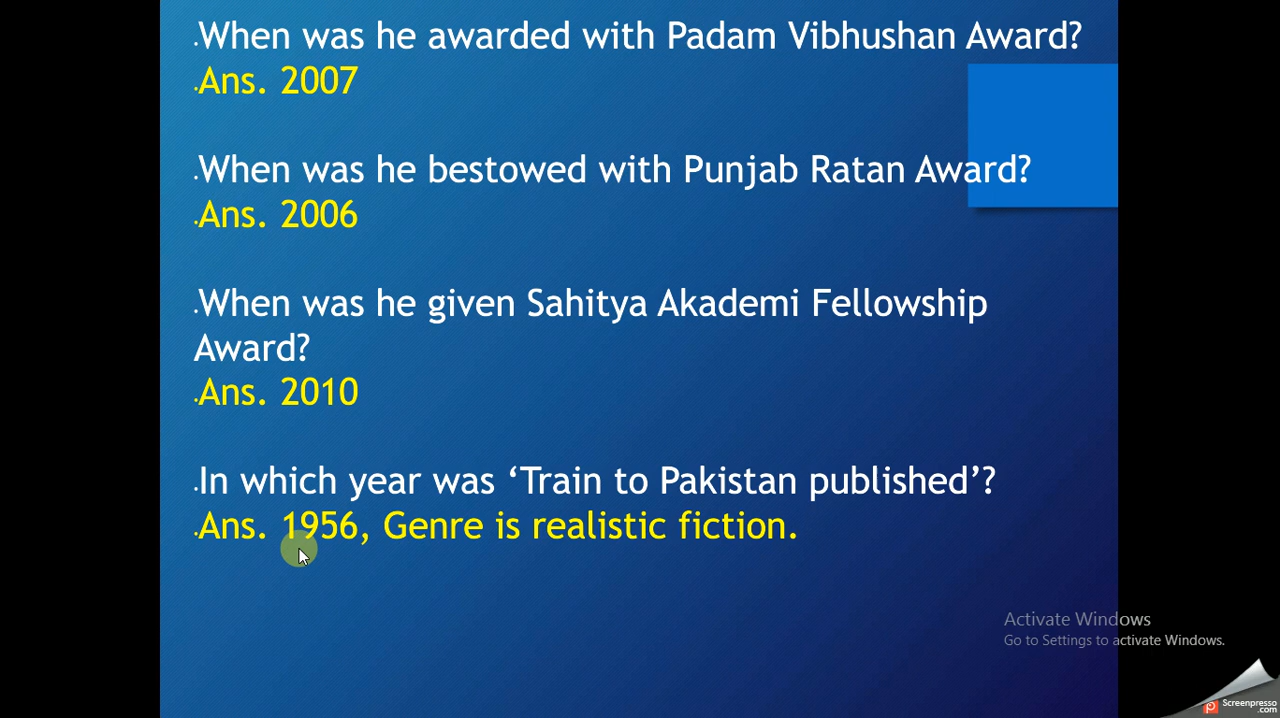 .When was he awarded with Padam Vibhushan Award?
.Ans. 2007
.When was he bestowed with Punjab Ratan Award?
.Ans. 2006
.When was he given Sahitya Akademi Fellowship
Award?
.Ans. 2010
.In which year was ‘Train to Pakistan published’?
.Ans. 1956, Genre is realistic fiction.
Activate Windows
Go to Settings to activate Windows.
Screenpresso
.com